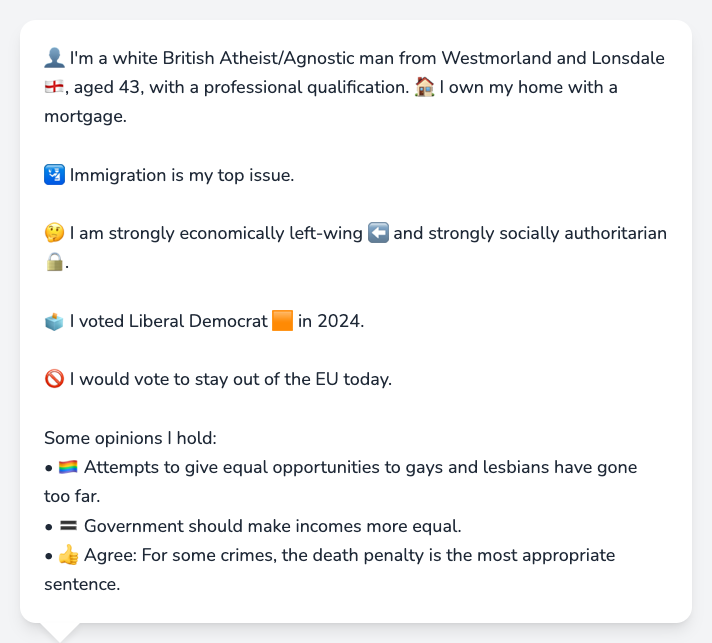 👤 I'm a white British Atheist/Agnostic man from Westmorland and Lonsdale
🏴󠁧󠁢󠁥󠁮󠁧󠁿, aged 43, with a professional qualification. 🏠 I own my home with a
mortgage.
🛂 Immigration is my top issue.
🤔 I am strongly economically left-wing ⬅️ and strongly socially authoritarian
🔒.
🗳️ I voted Liberal Democrat 🟧 in 2024.
🚫 I would vote to stay out of the EU today.
Some opinions I hold:
• 🏳️‍🌈 Attempts to give equal opportunities to gays and lesbians have gone
too far.
• 🟰 Government should make incomes more equal.
• 👍 Agree: For some crimes, the death penalty is the most appropriate
sentence.